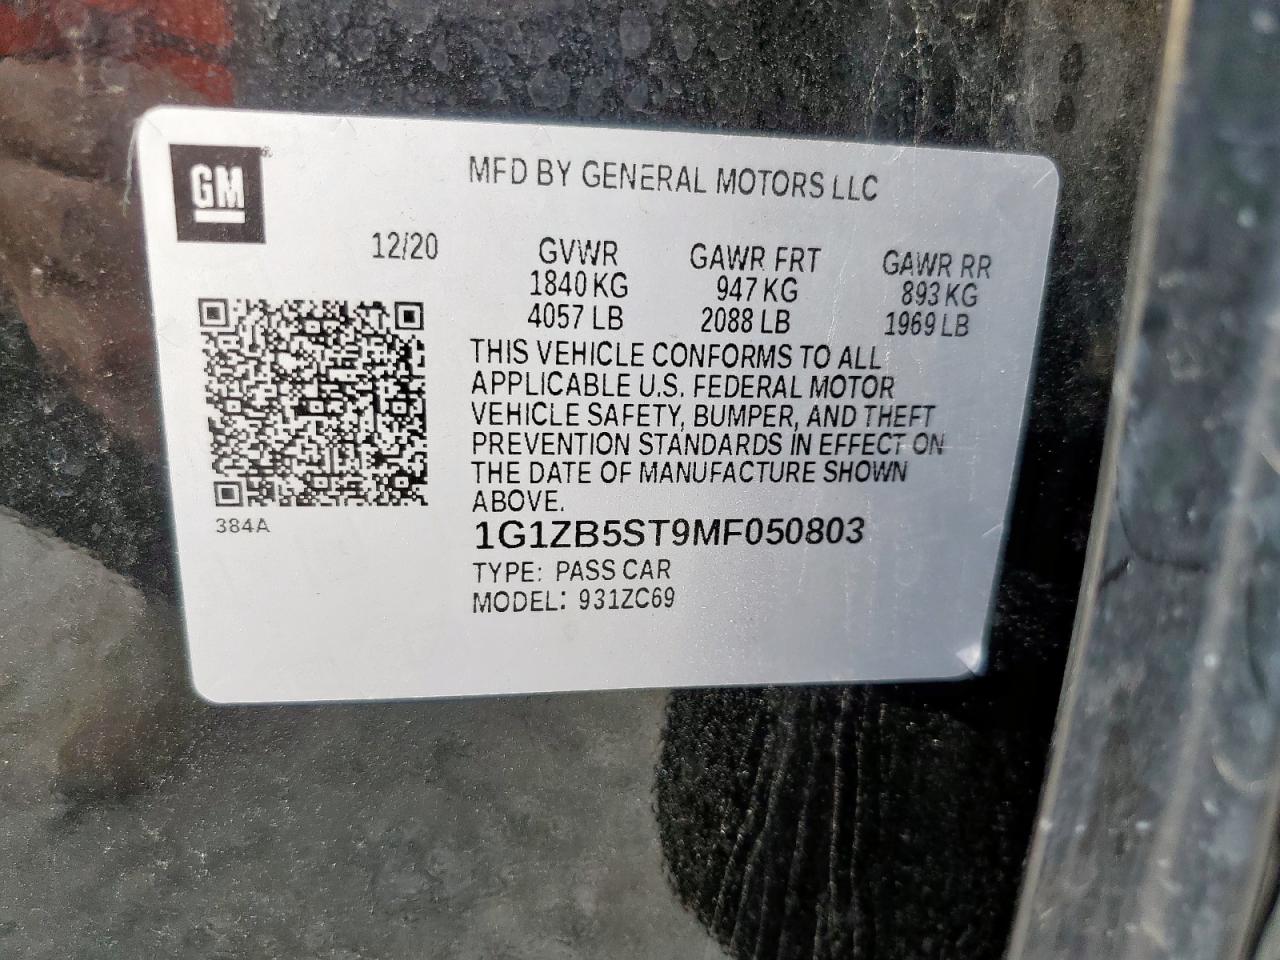 GM
MFD BY GENERAL MOTORS LLC
12/20 GVWR GAWR FRT GAWR RR
1840 KG 947 KG 893 KG
4057 LB 2088 LB 1969 LB
THIS VEHICLE CONFORMS TO ALL
APPLICABLE U.S. FEDERAL MOTOR
VEHICLE SAFETY, BUMPER, AND THEFT
PREVENTION STANDARDS IN EFFECT ON
THE DATE OF MANUFACTURE SHOWN
ABOVE.
384A
1G1ZB5ST9MF050803
TYPE: PASS CAR
MODEL: 931ZC69